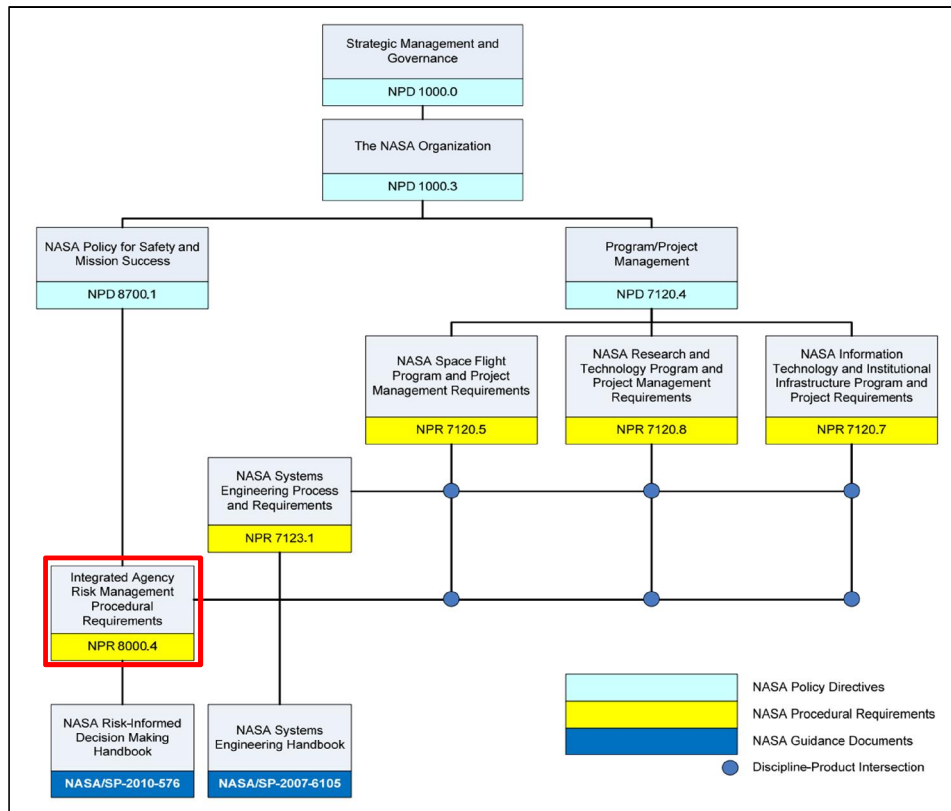 Strategic Management and
Governance
NPD 1000.0
The NASA Organization
NPD 1000.3
NASA Policy for Safety and
Mission Success
NPD 8700.1
Program/Project
Management
NPD 7120.4
NASA Space Flight
Program and Project
Management Requirements
NPR 7120.5
NASA Research and
Technology Program and
Project Management
Requirements
NPR 7120.8
NASA Information
Technology and Institutional
Infrastructure Program and
Project Requirements
NPR 7120.7
NASA Systems
Engineering Process
and Requirements
NPR 7123.1
Integrated Agency
Risk Management
Procedural
Requirements
NPR 8000.4
NASA Risk-Informed
Decision Making
Handbook
NASA/SP-2010-576
NASA Systems
Engineering Handbook
NASA/SP-2007-6105
NASA Policy Directives
NASA Procedural Requirements
NASA Guidance Documents
Discipline-Product Intersection